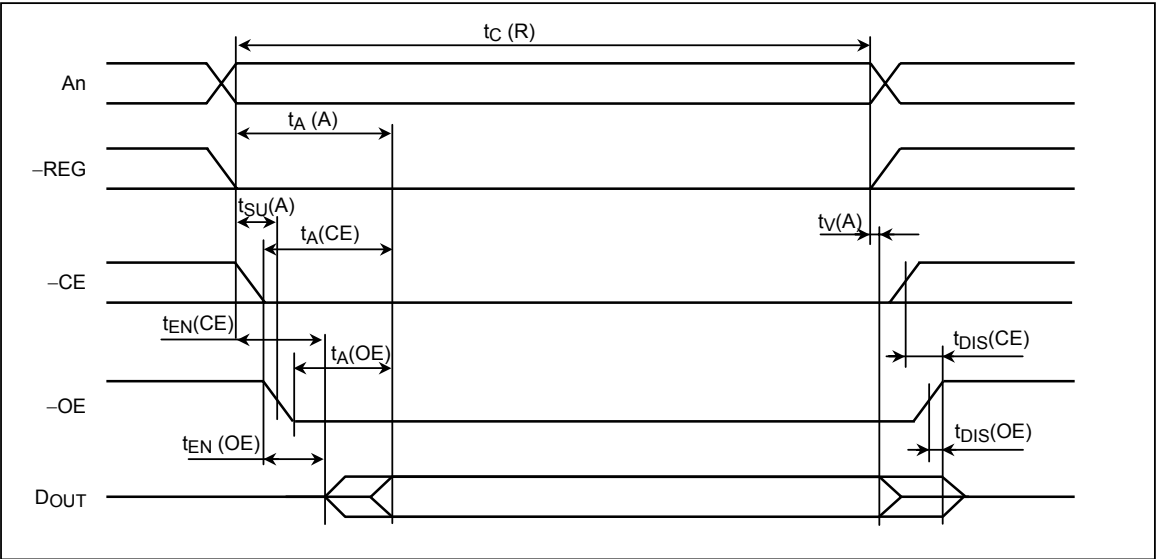 tC (R)
An
tA (A)
–REG
tSU(A)
tV(A)
tA(CE)
–CE
tEN(CE)
tDIS(CE)
tA(OE)
–OE
tDIS(OE)
tEN (OE)
DOUT